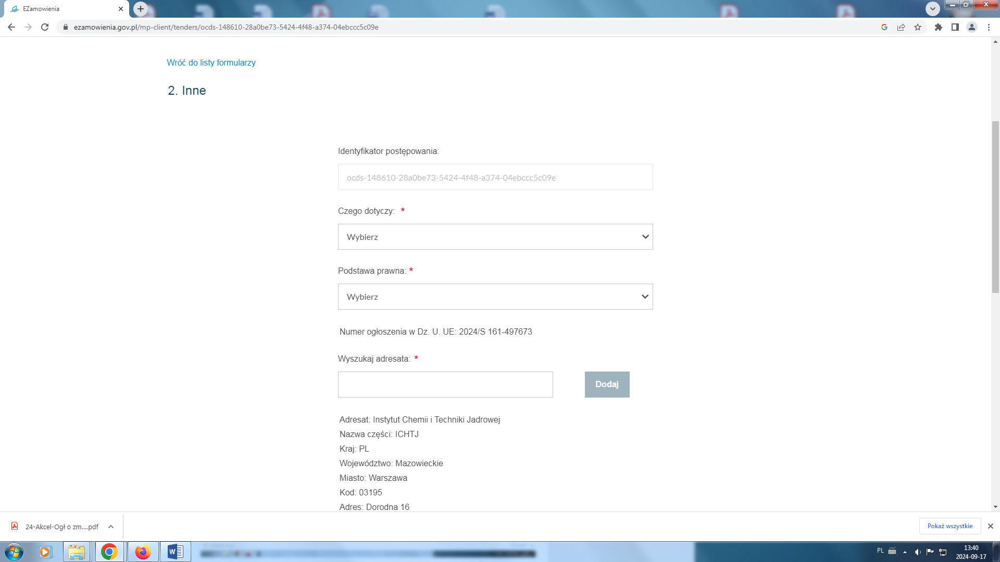 EZamowienia
ezamowienia.gov.pl/mp-client/tenders/ocds-148610-28a0be73-5424-4f48-a374-04ebccc5c09e
Wróć do listy formularzy
2. Inne
Identyfikator postępowania:
ocds-148610-28a0be73-5424-4f48-a374-04ebccc5c09e
Czego dotyczy: *
Wybierz
Podstawa prawna: *
Wybierz
Numer ogłoszenia w Dz. U. UE: 2024/S 161-497673
Wyszukaj adresata: *
Dodaj
Adresat: Instytut Chemii i Techniki Jadrowej
Nazwa części: ICHTJ
Kraj: PL
Województwo: Mazowieckie
Miasto: Warszawa
Kod: 03195
Adres: Dorodna 16
24-Akcel-Ogł o zm....pdf
Pokaż wszystkie
PL
13:40
2024-09-17